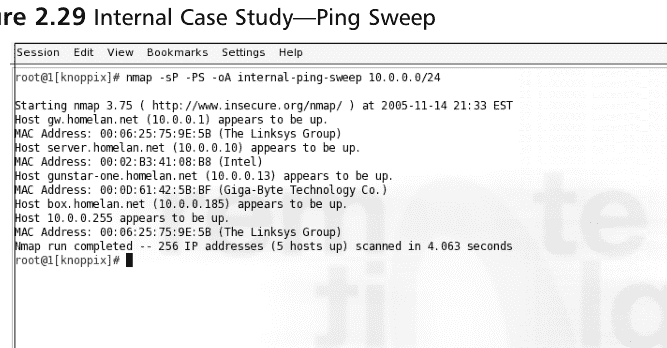 re 2.29 Internal Case Study—Ping Sweep
Session Edit View Bookmarks Settings Help
root@1[knoppix]# nmap -sP -PS -oA internal-ping-sweep 10.0.0.0/24
Starting nmap 3.75 ( http://www.insecure.org/nmap/ ) at 2005-11-14 21:33 EST
Host gw.homelan.net (10.0.0.1) appears to be up.
MAC Address: 00:06:25:75:9E:5B (The Linksys Group)
Host server.homelan.net (10.0.0.10) appears to be up.
MAC Address: 00:02:B3:41:08:B8 (Intel)
Host gunstar-one.homelan.net (10.0.0.13) appears to be up.
MAC Address: 00:0D:61:42:5B:BF (Giga-Byte Technology Co.)
Host box.homelan.net (10.0.0.185) appears to be up.
Host 10.0.0.255 appears to be up.
MAC Address: 00:06:25:75:9E:5B (The Linksys Group)
Nmap run completed -- 256 IP addresses (5 hosts up) scanned in 4.063 seconds
root@1[knoppix]#